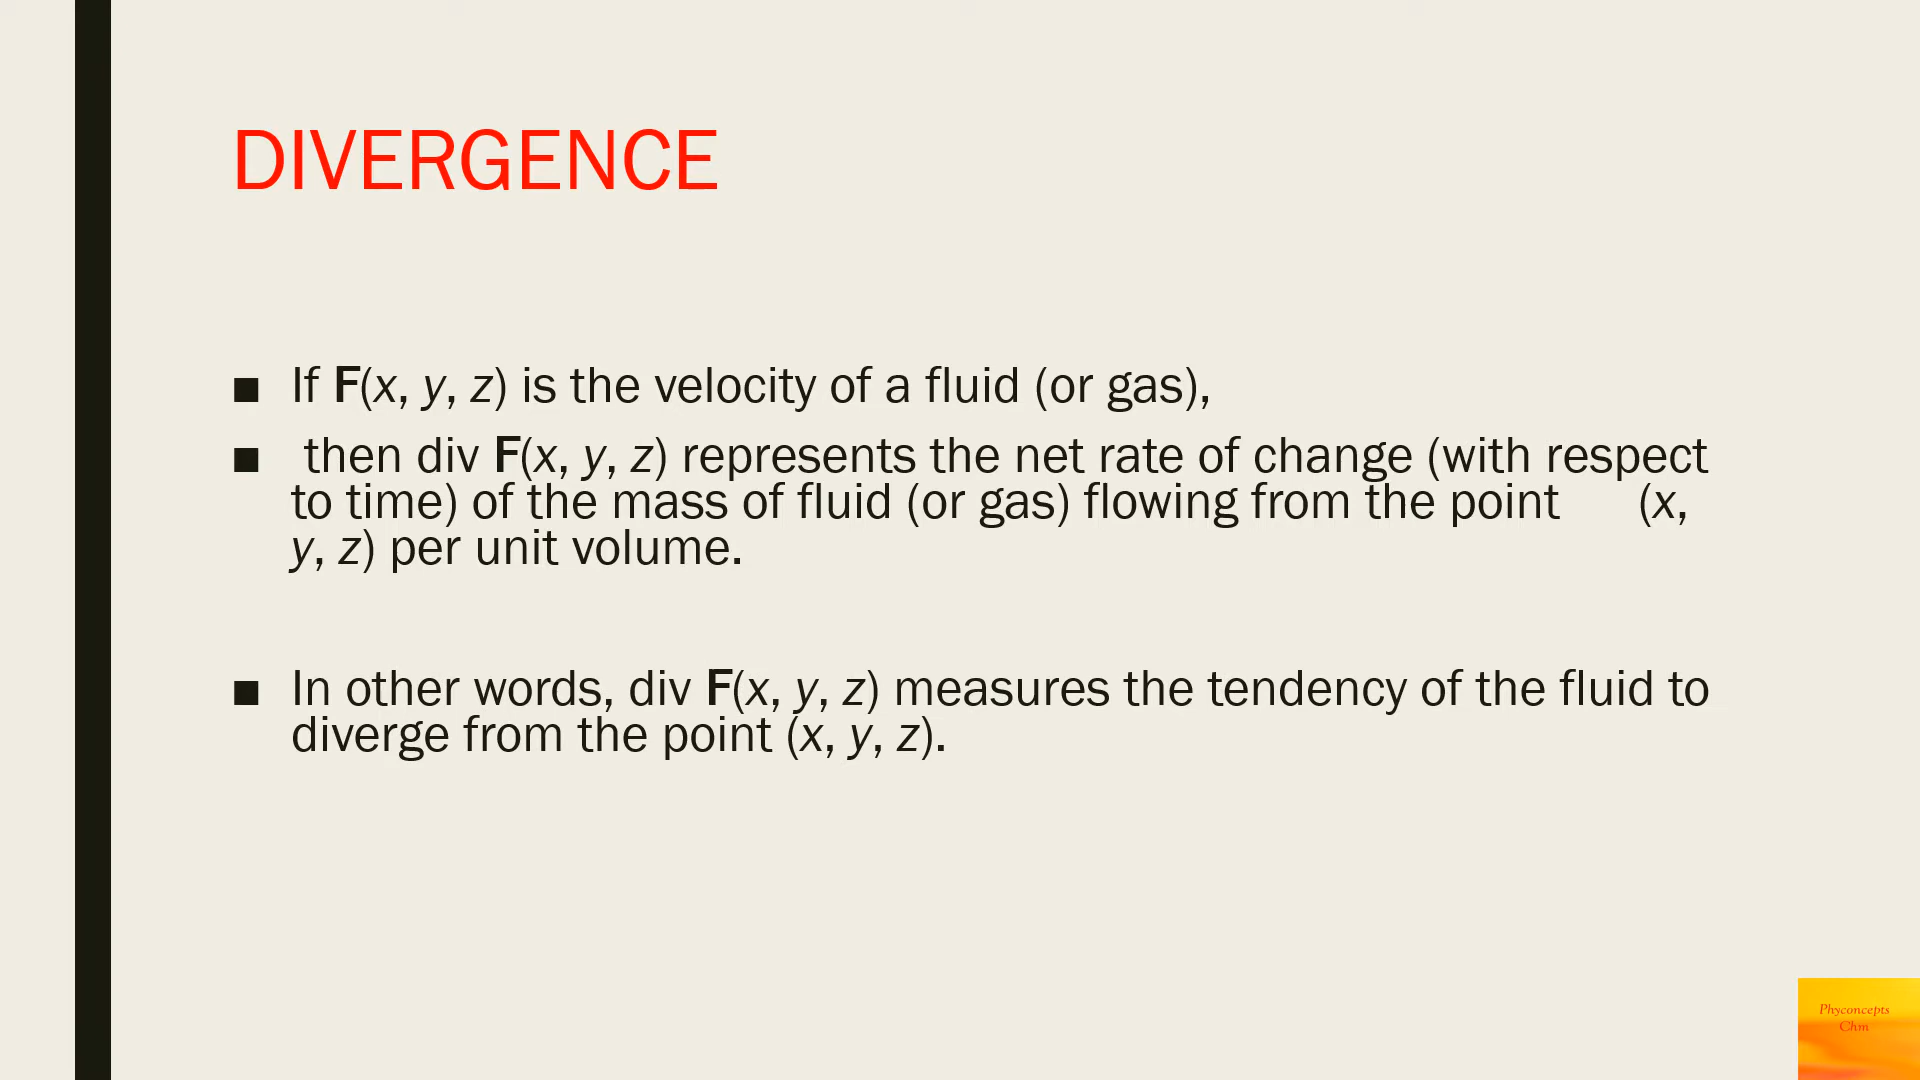 DIVERGENCE
■ If F(x, y, z) is the velocity of a fluid (or gas),
■ then div F(x, y, z) represents the net rate of change (with respect
to time) of the mass of fluid (or gas) flowing from the point (x,
y, z) per unit volume.
■ In other words, div F(x, y, z) measures the tendency of the fluid to
diverge from the point (x, y, z).
Phyconcepts
Chm